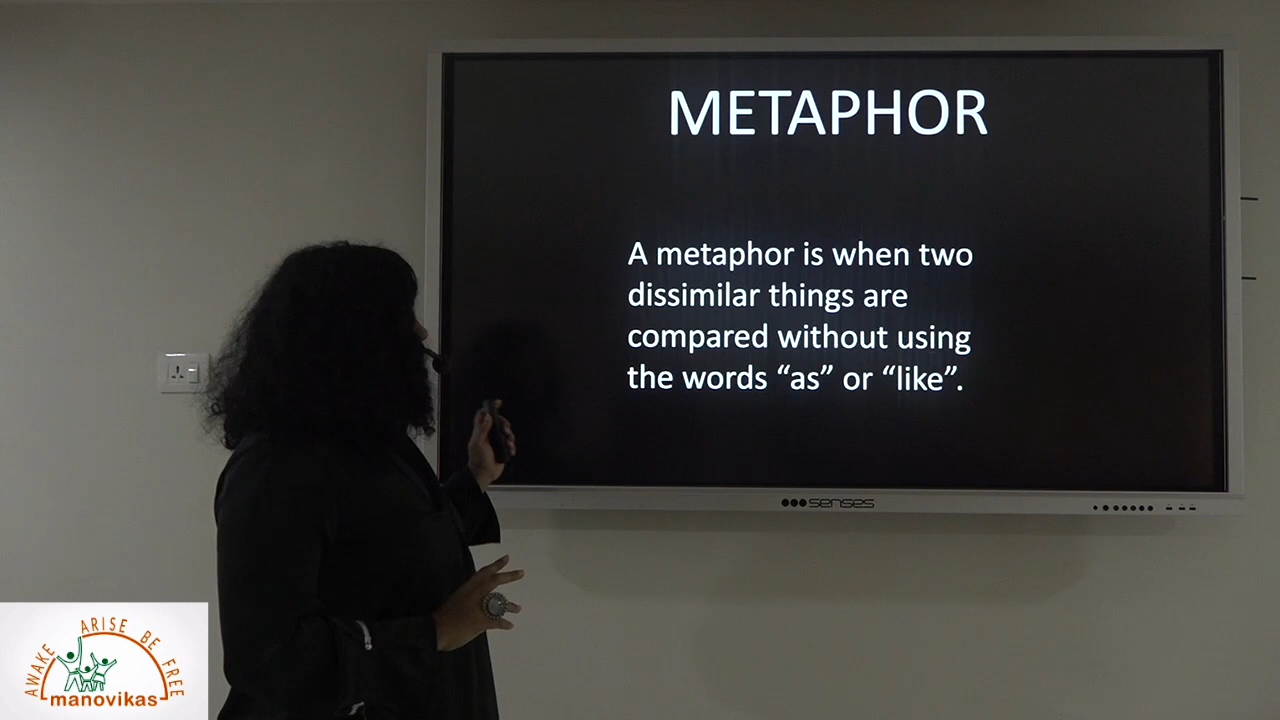 METAPHOR
A metaphor is when two
dissimilar things are
compared without using
the words “as” or “like”.
senses
AWAKE ARISE BE FREE
manovikas